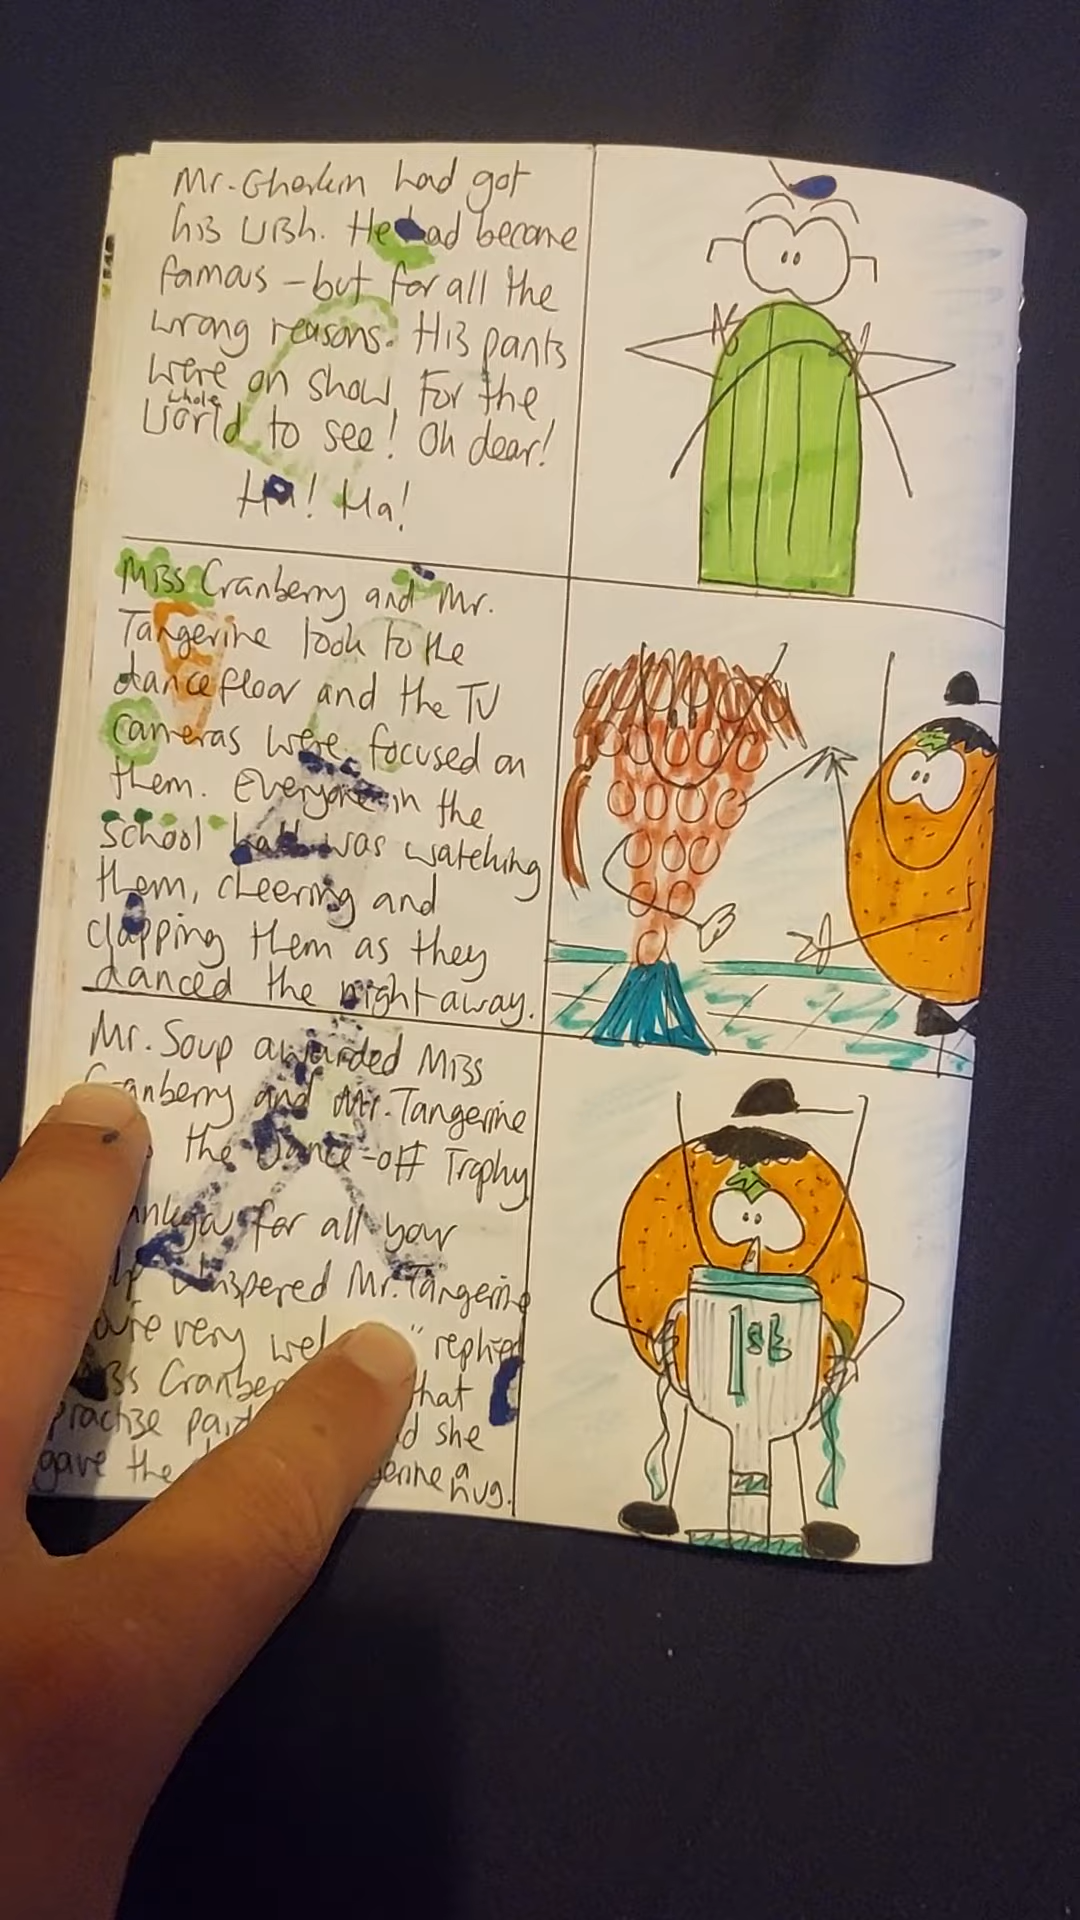 Mr. Gherkin had got
his wish. He had become
famous – but for all the
wrong reasons. His pants
were on show, for the
whole
world to see! Oh dear!
Ha! Ha!
Miss Cranberry and Mr.
Tangerine took to the
dancefloor and the TV
cameras were focused on
them. Everyone in the
school hall was watching
them, cheering and
clapping them as they
danced the night away.
Mr. Soup awarded Miss
Cranberry and Mr. Tangerine
the Dance-off Trophy
for all your
whispered Mr. Tangerine
very " replied
Miss that
practise she
gave the a
hug.
1st